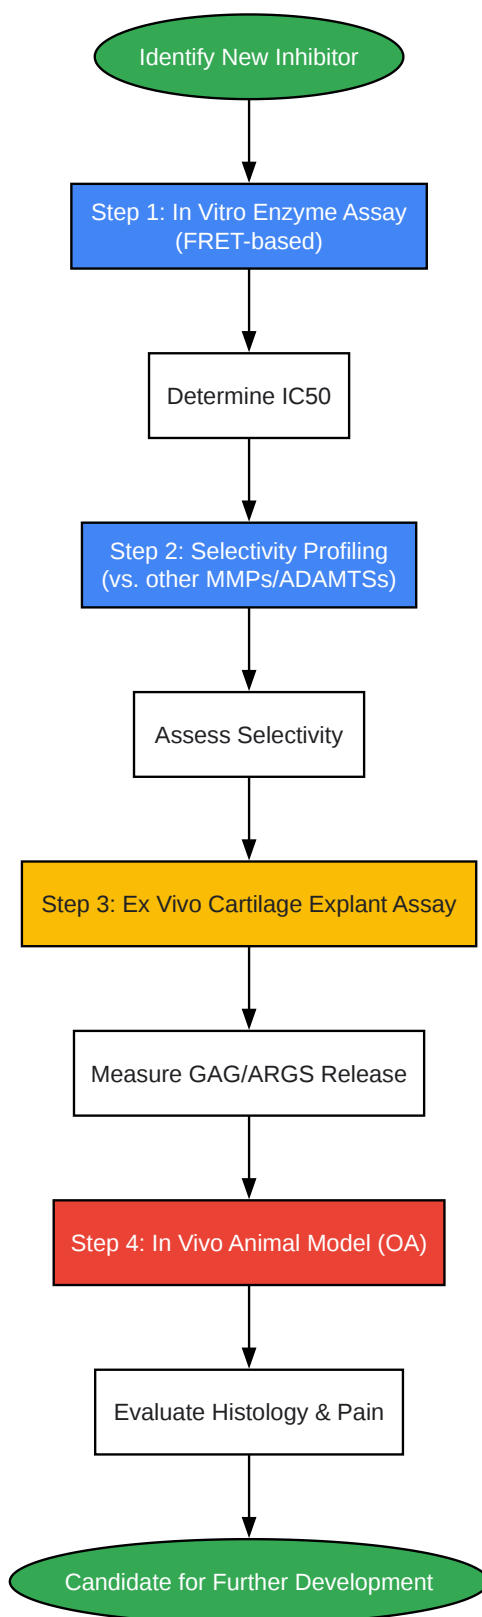 Identify New Inhibitor
Step 1: In Vitro Enzyme Assay
(FRET-based)
Determine IC50
Step 2: Selectivity Profiling
(vs. other MMPs/ADAMTSs)
Assess Selectivity
Step 3: Ex Vivo Cartilage Explant Assay
Measure GAG/ARGS Release
Step 4: In Vivo Animal Model (OA)
Evaluate Histology & Pain
Candidate for Further Development